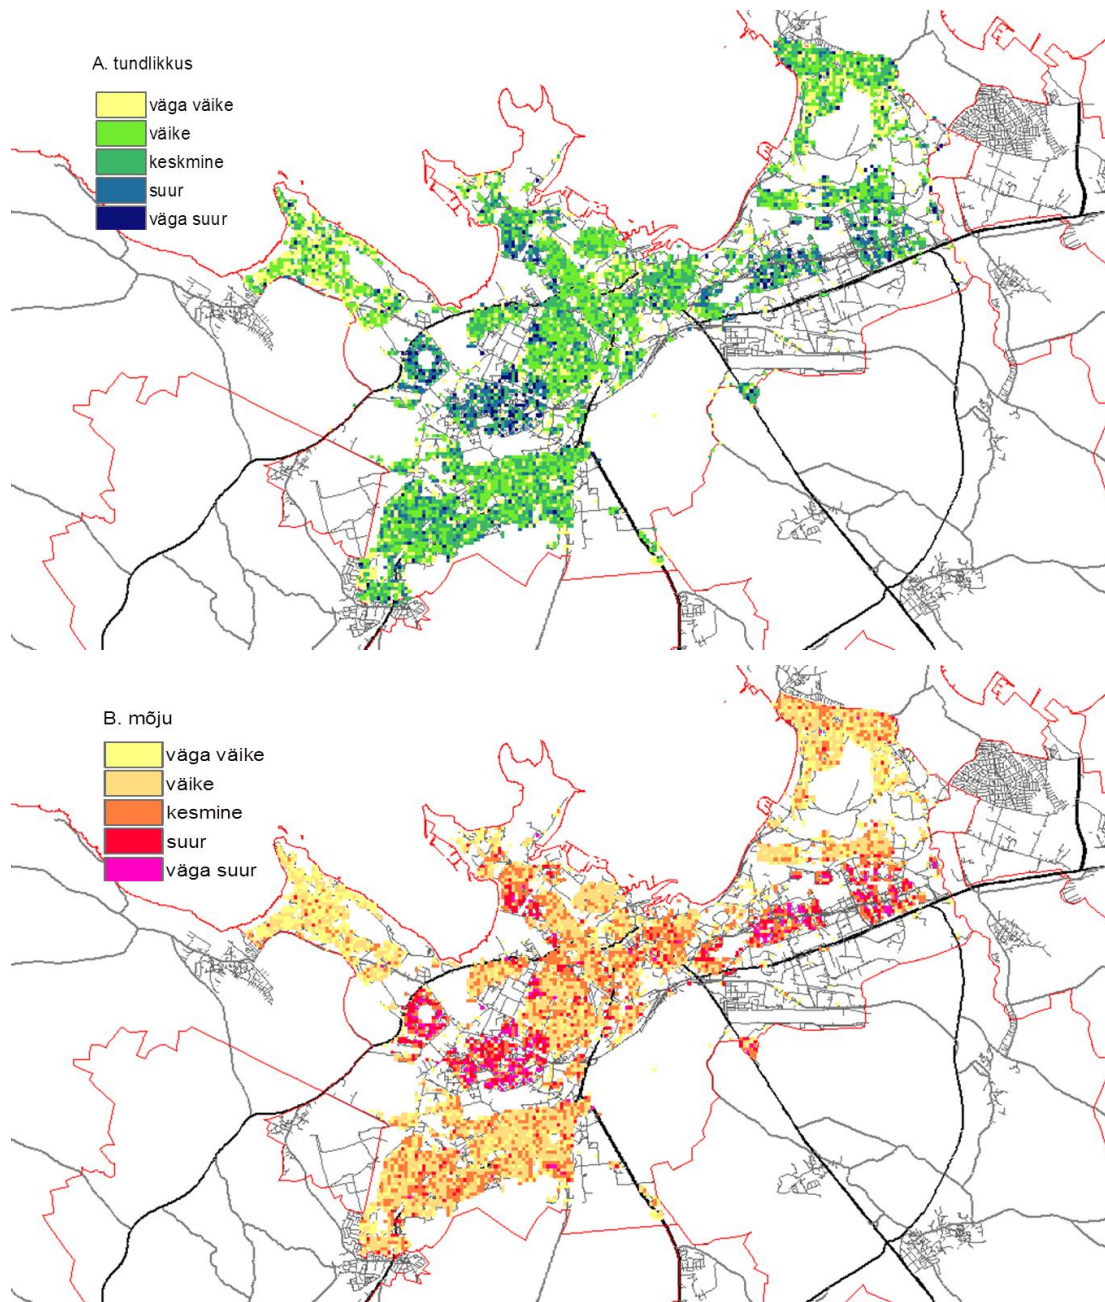 A. tundlikkus
väga väike
väike
keskmine
suur
väga suur
B. mõju
väga väike
väike
kesmine
suur
väga suur